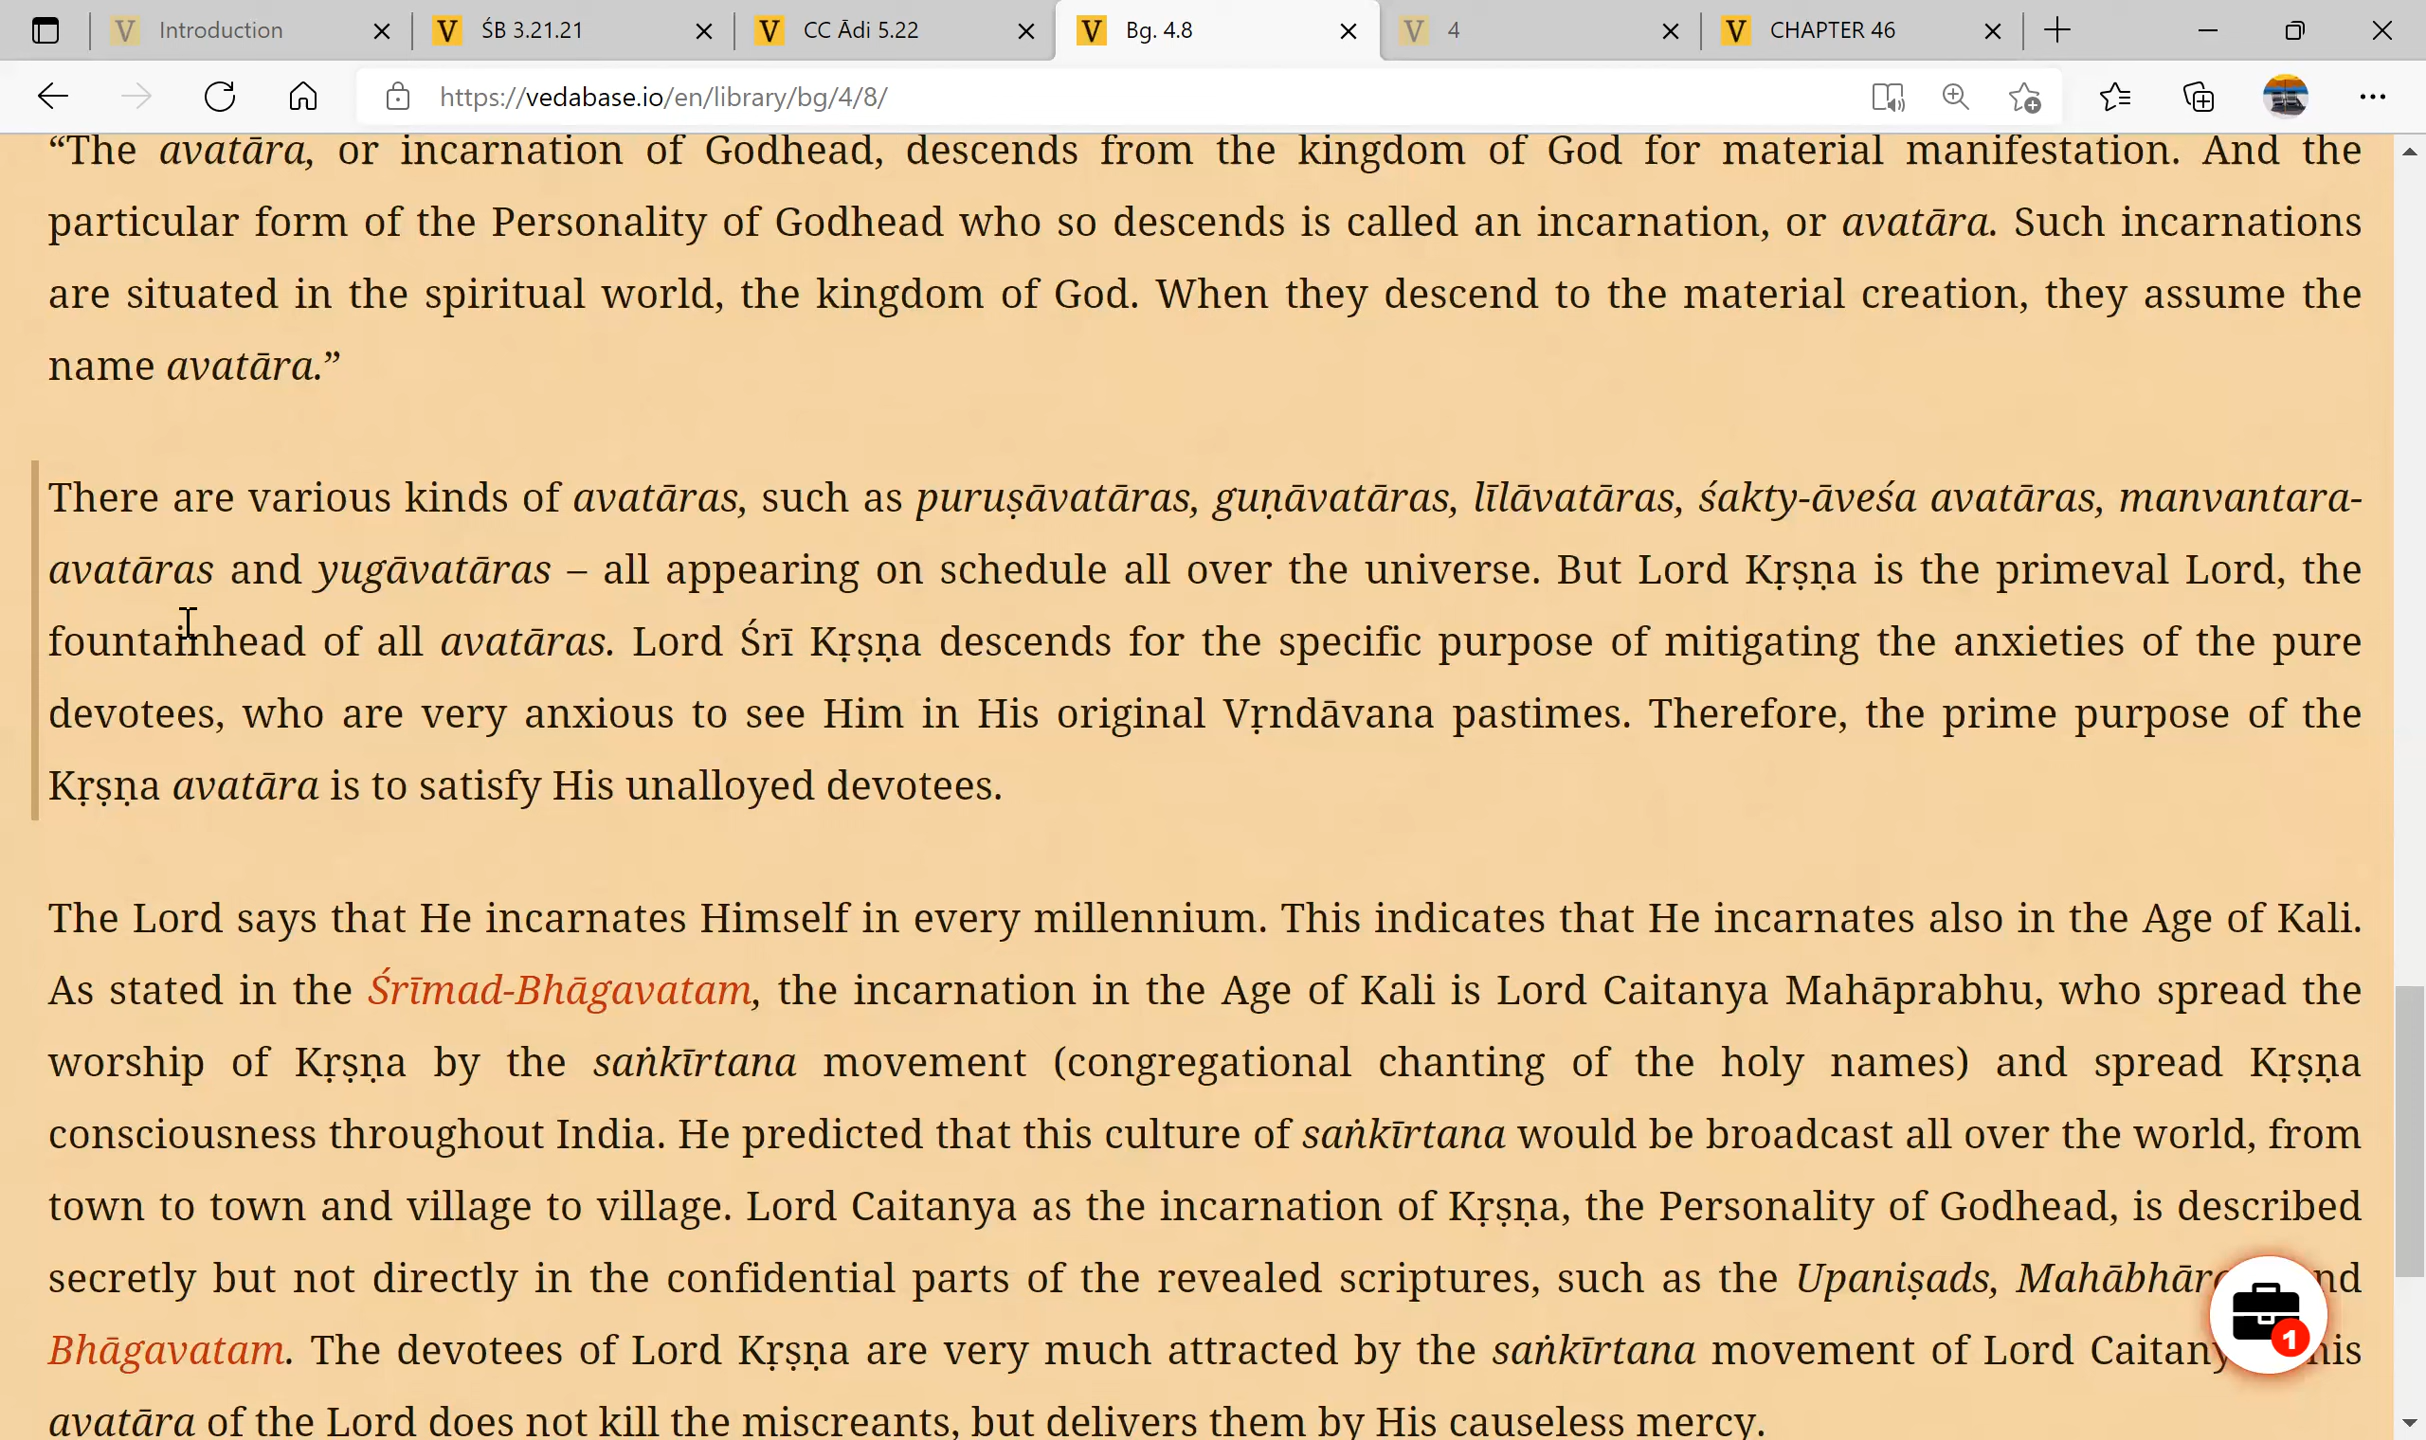 Introduction
ŚB 3.21.21
CC Ādi 5.22
Bg. 4.8
4
CHAPTER 46
https://vedabase.io/en/library/bg/4/8/
“The avatāra, or incarnation of Godhead, descends from the kingdom of God for material manifestation. And the
particular form of the Personality of Godhead who so descends is called an incarnation, or avatāra. Such incarnations
are situated in the spiritual world, the kingdom of God. When they descend to the material creation, they assume the
name avatāra.”
There are various kinds of avatāras, such as puruṣāvatāras, guṇāvatāras, līlāvatāras, śakty-āveśa avatāras, manvantara-
avatāras and yugāvatāras – all appearing on schedule all over the universe. But Lord Kṛṣṇa is the primeval Lord, the
fountainhead of all avatāras. Lord Śrī Kṛṣṇa descends for the specific purpose of mitigating the anxieties of the pure
devotees, who are very anxious to see Him in His original Vṛndāvana pastimes. Therefore, the prime purpose of the
Kṛṣṇa avatāra is to satisfy His unalloyed devotees.
The Lord says that He incarnates Himself in every millennium. This indicates that He incarnates also in the Age of Kali.
As stated in the Śrīmad-Bhāgavatam, the incarnation in the Age of Kali is Lord Caitanya Mahāprabhu, who spread the
worship of Kṛṣṇa by the saṅkīrtana movement (congregational chanting of the holy names) and spread Kṛṣṇa
consciousness throughout India. He predicted that this culture of saṅkīrtana would be broadcast all over the world, from
town to town and village to village. Lord Caitanya as the incarnation of Kṛṣṇa, the Personality of Godhead, is described
secretly but not directly in the confidential parts of the revealed scriptures, such as the Upaniṣads,
Bhāgavatam. The devotees of Lord Kṛṣṇa are very much attracted by the saṅkīrtana movement of Lord
1
avatāra of the Lord does not kill the miscreants, but delivers them by His causeless mercy.